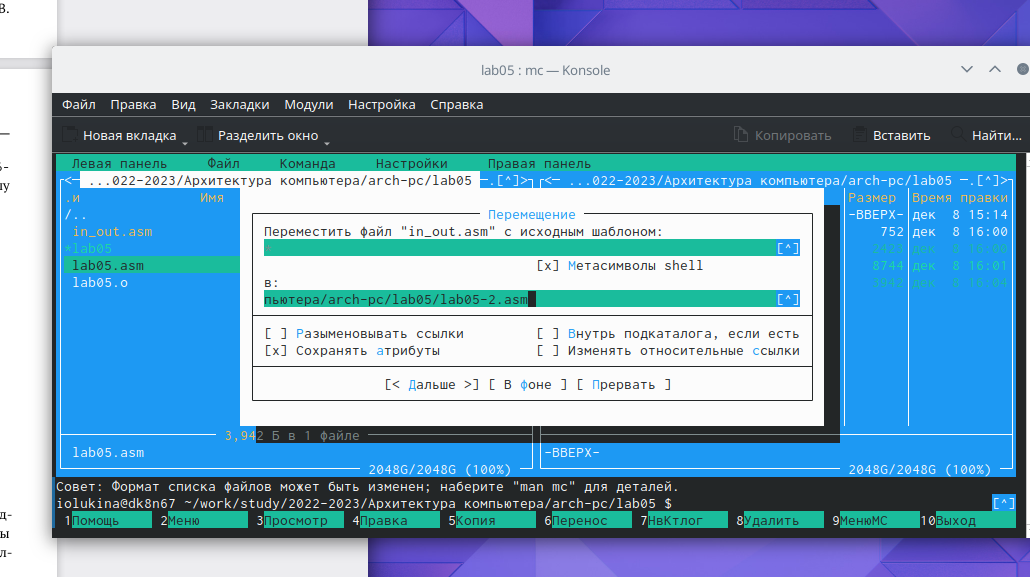 В.
lab05 : mc — Konsole
Файл Правка Вид Закладки Модули Настройка Справка
Новая вкладка Разделить окно Копировать Вставить Найти...
Левая панель Файл Команда Настройки Правая панель
<— ...022-2023/Архитектура компьютера/arch-pc/lab05 —.[^]> <— ...022-2023/Архитектура компьютера/arch-pc/lab05 —.[^]>
.и Имя Размер Время правки
/.. -ВВЕРХ- дек 8 15:14
in_out.asm 752 дек 8 16:00
*lab05 2423 дек 8 16:00
lab05.asm 8744 дек 8 16:01
lab05.o 3942 дек 8 16:04
Перемещение
Переместить файл "in_out.asm" с исходным шаблоном:
[^]
[x] Метасимволы shell
в:
пьютера/arch-pc/lab05/lab05-2.asm [^]
[ ] Разыменовывать ссылки [ ] Внутрь подкаталога, если есть
[x] Сохранять атрибуты [ ] Изменять относительные ссылки
[< Дальше >] [ В фоне ] [ Прервать ]
3,942 Б в 1 файле
lab05.asm -ВВЕРХ-
2048G/2048G (100%) 2048G/2048G (100%)
Совет: Формат списка файлов может быть изменен; наберите "man mc" для деталей.
iolukina@dk8n67 ~/work/study/2022-2023/Архитектура компьютера/arch-pc/lab05 $ [^]
1Помощь 2Меню 3Просмотр 4Правка 5Копия 6Перенос 7НвКтлог 8Удалить 9МенюМС 10Выход